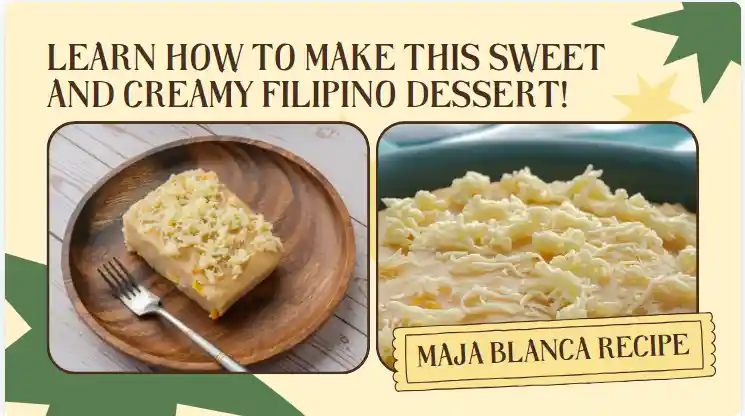 LEARN HOW TO MAKE THIS SWEET
AND CREAMY FILIPINO DESSERT!
MAJA BLANCA RECIPE